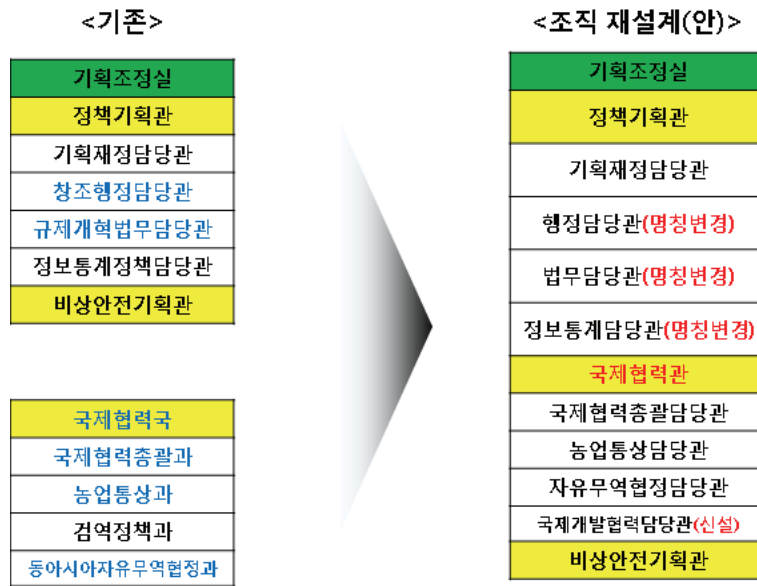 <기존>
기획조정실
정책기획관
기획재정담당관
창조행정담당관
규제개혁법무담당관
정보통계정책담당관
비상안전기획관
국제협력국
국제협력총괄과
농업통상과
검역정책과
동아시아자유무역협정과
<조직 재설계(안)>
기획조정실
정책기획관
기획재정담당관
행정담당관(명칭변경)
법무담당관(명칭변경)
정보통계담당관(명칭변경)
국제협력관
국제협력총괄담당관
농업통상담당관
자유무역협정담당관
국제개발협력담당관(신설)
비상안전기획관